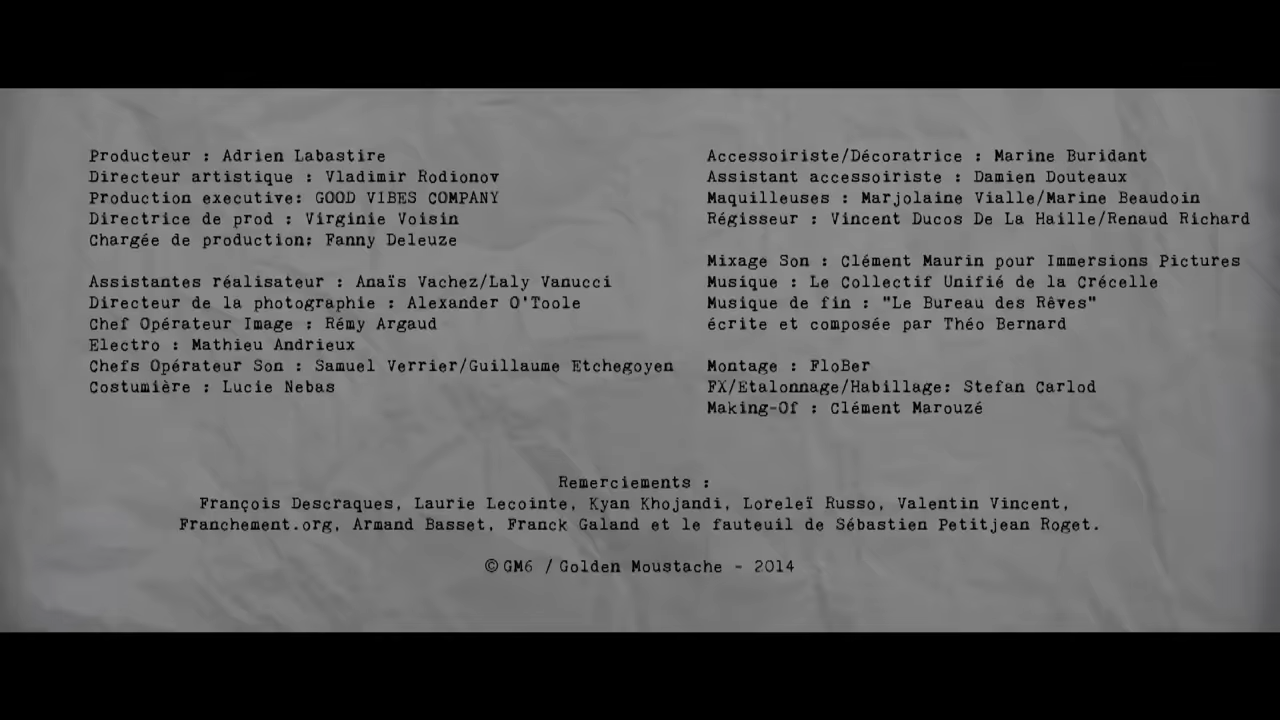 Producteur : Adrien Labastire
Directeur artistique : Vladimir Rodionov
Production executive: GOOD VIBES COMPANY
Directrice de prod : Virginie Voisin
Chargée de production: Fanny Deleuze
Assistantes réalisateur : Anaïs Vachez/Laly Vanucci
Directeur de la photographie : Alexander O'Toole
Chef Opérateur Image : Rémy Argaud
Electro : Mathieu Andrieux
Chefs Opérateur Son : Samuel Verrier/Guillaume Etchegoyen
Costumière : Lucie Nebas
Accessoiriste/Décoratrice : Marine Buridant
Assistant accessoiriste : Damien Douteaux
Maquilleuses : Marjolaine Vialle/Marine Beaudoin
Régisseur : Vincent Ducos De La Haille/Renaud Richard
Mixage Son : Clément Maurin pour Immersions Pictures
Musique : Le Collectif Unifié de la Crécelle
Musique de fin : "Le Bureau des Rêves"
écrite et composée par Théo Bernard
Montage : FloBer
FX/Etalonnage/Habillage: Stefan Carlod
Making-Of : Clément Marouzé
Remerciements :
François Descraques, Laurie Lecointe, Kyan Khojandi, Loreleï Russo, Valentin Vincent,
Franchement.org, Armand Basset, Franck Galand et le fauteuil de Sébastien Petitjean Roget.
© GM6 / Golden Moustache - 2014